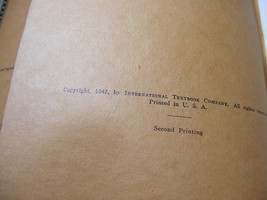 Copyright, 1942, by International Textbook Company, All rights
Printed in U. S. A.
Second Printing